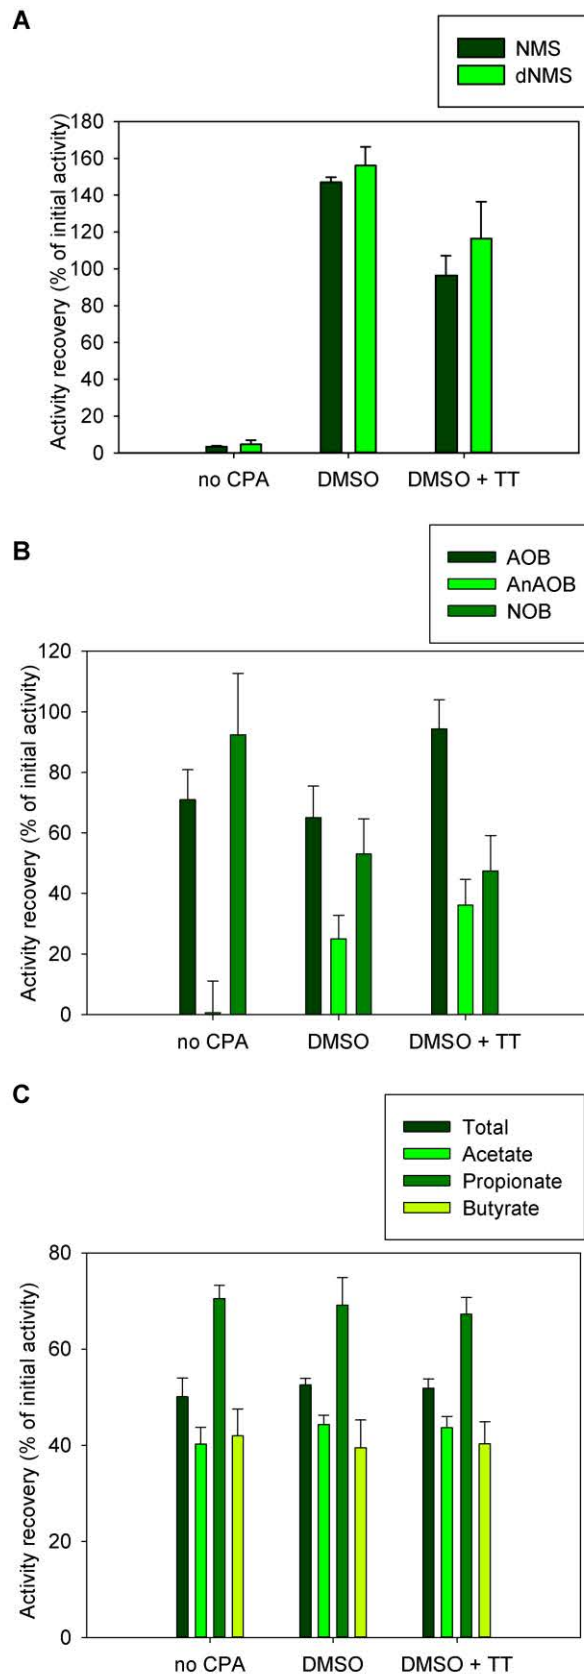 A
NMS
dNMS
Activity recovery (% of initial activity)
180
160
140
120
100
80
60
40
20
0
no CPA DMSO DMSO + TT
B
AOB
AnAOB
NOB
Activity recovery (% of initial activity)
120
100
80
60
40
20
0
no CPA DMSO DMSO + TT
C
Total
Acetate
Propionate
Butyrate
Activity recovery (% of initial activity)
80
60
40
20
0
no CPA DMSO DMSO + TT